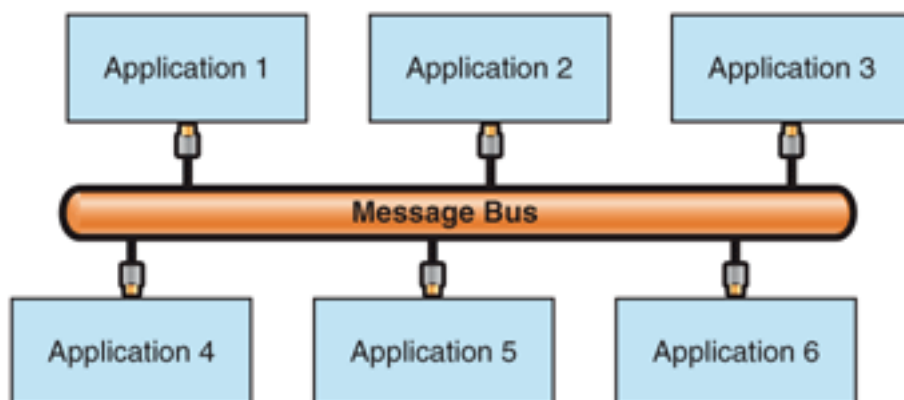 Application 1
Application 2
Application 3
Message Bus
Application 4
Application 5
Application 6